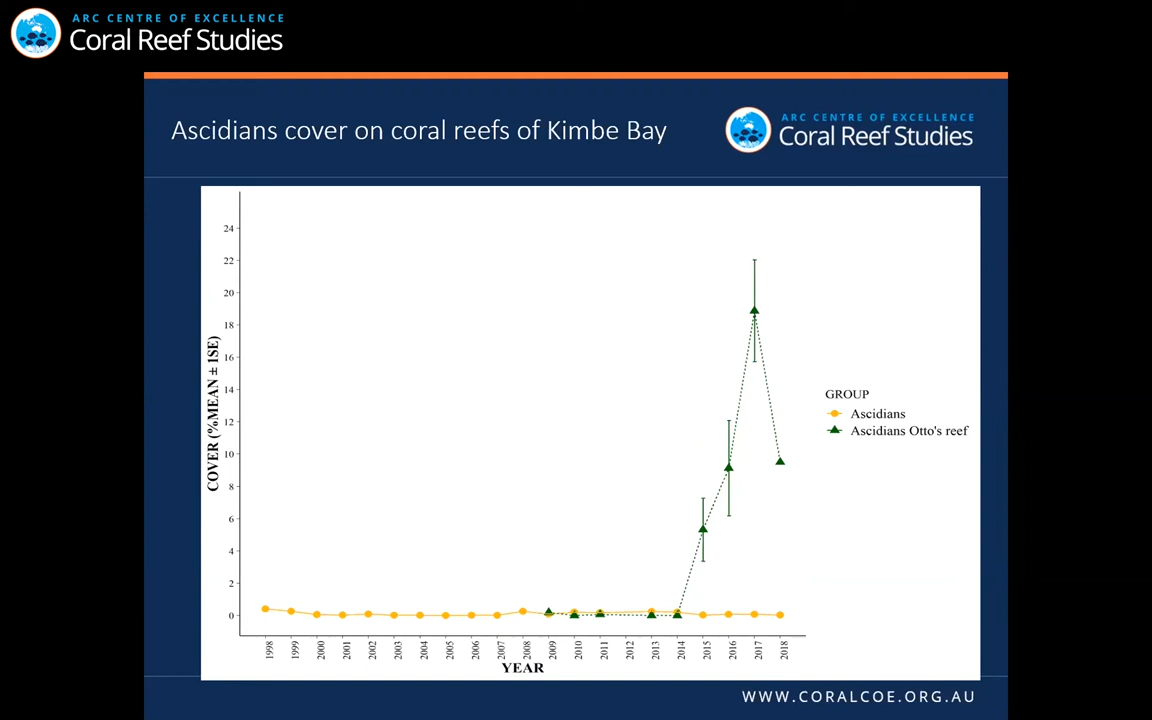 ARC CENTRE OF EXCELLENCE
Coral Reef Studies
Ascidians cover on coral reefs of Kimbe Bay
ARC CENTRE OF EXCELLENCE
Coral Reef Studies
COVER (%MEAN ± 1SE)
24
22
20
18
16
14
12
10
8
6
4
2
0
1998 1999 2000 2001 2002 2003 2004 2005 2006 2007 2008 2009 2010 2011 2012 2013 2014 2015 2016 2017 2018
YEAR
GROUP
Ascidians
Ascidians Otto's reef
WWW.CORALCOE.ORG.AU